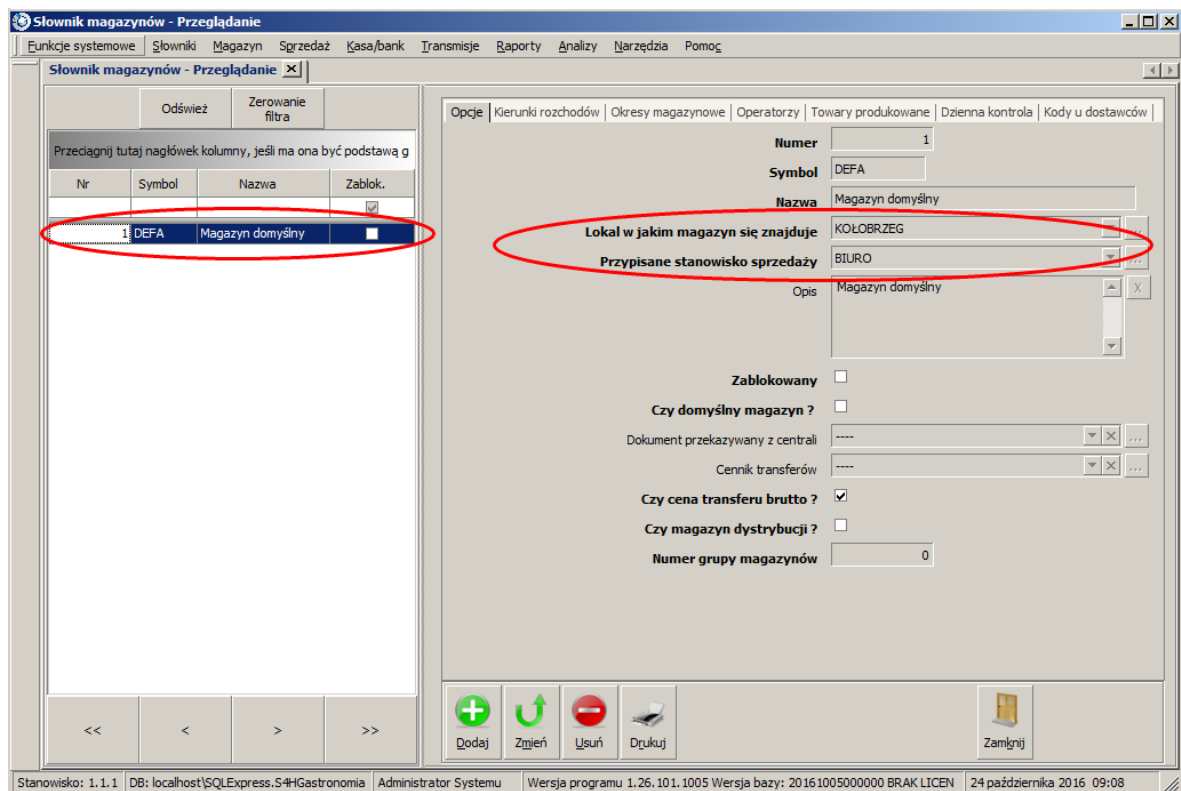 Słownik magazynów - Przeglądanie
Funkcje systemowe Słowniki Magazyn Sprzedaż Kasa/bank Transmisje Raporty Analizy Narzędzia Pomoc
Słownik magazynów - Przeglądanie
Odśwież Zerowanie filtra
Przeciągnij tutaj nagłówek kolumny, jeśli ma ona być podstawą g
Nr Symbol Nazwa Zablok.
1 DEFA Magazyn domyślny
<< < > >>
Opcje Kierunki rozchodów Okresy magazynowe Operatorzy Towary produkowane Dzienna kontrola Kody u dostawców
Numer 1
Symbol DEFA
Nazwa Magazyn domyślny
Lokal w jakim magazyn się znajduje KOŁOBRZEG ...
Przypisane stanowisko sprzedaży BIURO ...
Opis Magazyn domyślny X
Zablokowany
Czy domyślny magazyn ?
Dokument przekazywany z centrali ---- ...
Cennik transferów ---- ...
Czy cena transferu brutto ?
Czy magazyn dystrybucji ?
Numer grupy magazynów 0
Dodaj Zmień Usuń Drukuj Zamknij
Stanowisko: 1.1.1 DB: localhost\SQLExpress.S4HGastronomia Administrator Systemu Wersja programu 1.26.101.1005 Wersja bazy: 20161005000000 BRAK LICEN 24 października 2016 09:08